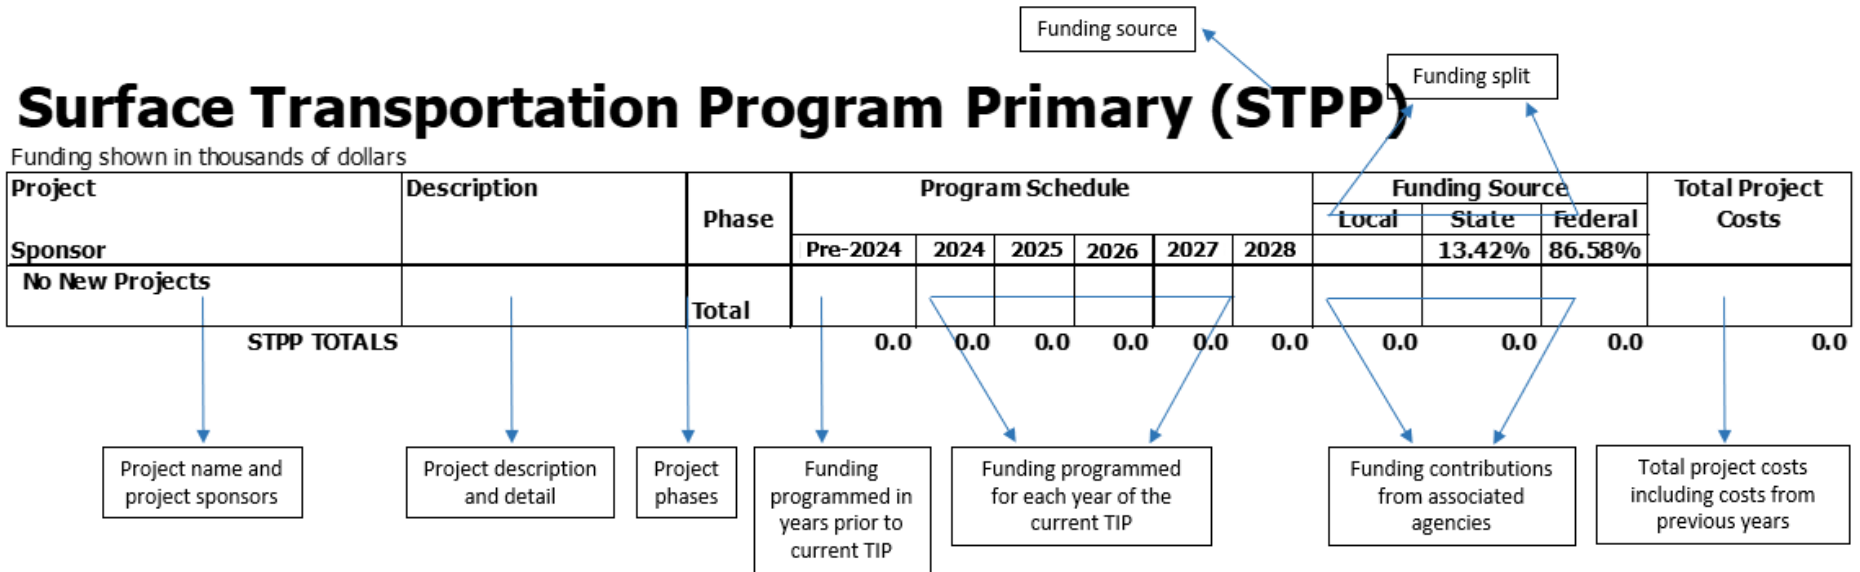 Funding source
Funding split
Surface Transportation Program Primary (STPP)
Funding shown in thousands of dollars
Project Description Program Schedule Funding Source Total Project
Phase Local State Federal Costs
Sponsor Pre-2024 2024 2025 2026 2027 2028 13.42% 86.58%
No New Projects
Total
STPP TOTALS 0.0 0.0 0.0 0.0 0.0 0.0 0.0 0.0 0.0 0.0
Project name and
project sponsors
Project description
and detail
Project
phases
Funding
programmed in
years prior to
current TIP
Funding programmed
for each year of the
current TIP
Funding contributions
from associated
agencies
Total project costs
including costs from
previous years